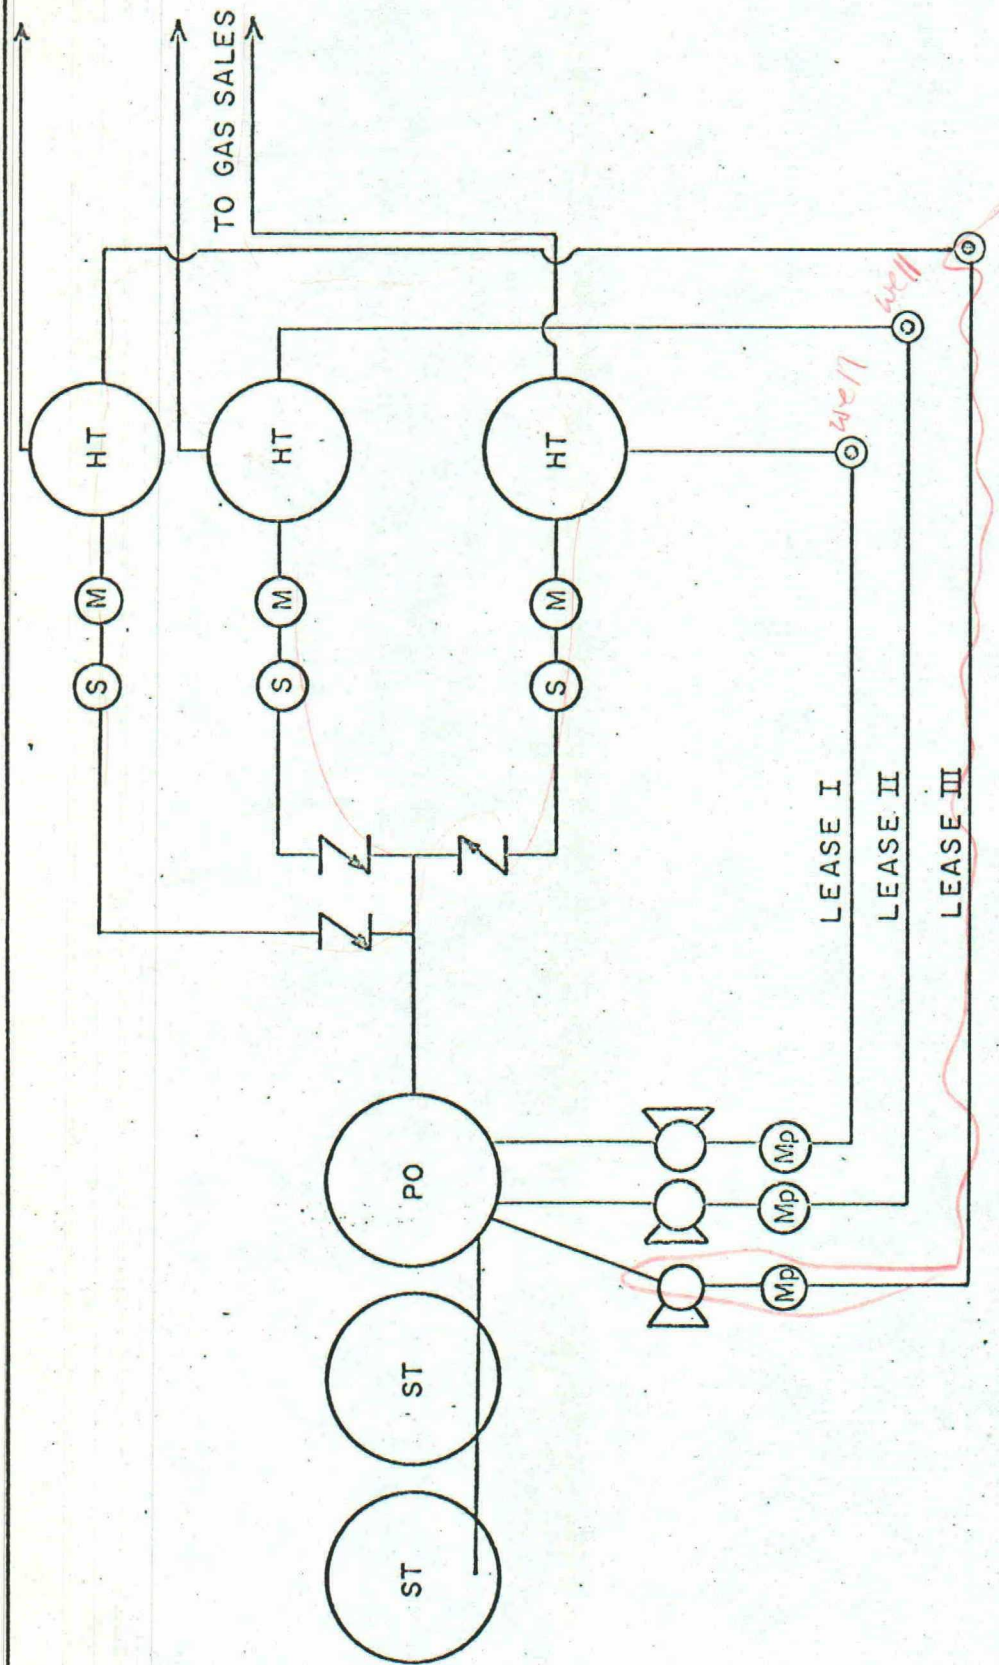 TO GAS SALES
HT
HT
HT
M
M
M
S
S
S
well
well
PO
ST
ST
Mp
Mp
Mp
LEASE I
LEASE II
LEASE III